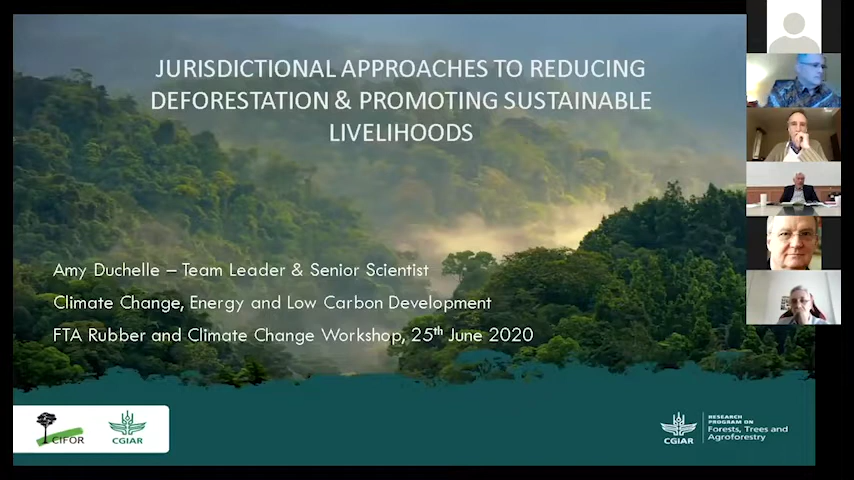 JURISDICTIONAL APPROACHES TO REDUCING
DEFORESTATION & PROMOTING SUSTAINABLE
LIVELIHOODS
Amy Duchelle – Team Leader & Senior Scientist
Climate Change, Energy and Low Carbon Development
FTA Rubber and Climate Change Workshop, 25th June 2020
CIFOR
CGIAR
CGIAR
RESEARCH
PROGRAM ON
Forests, Trees and
Agroforestry